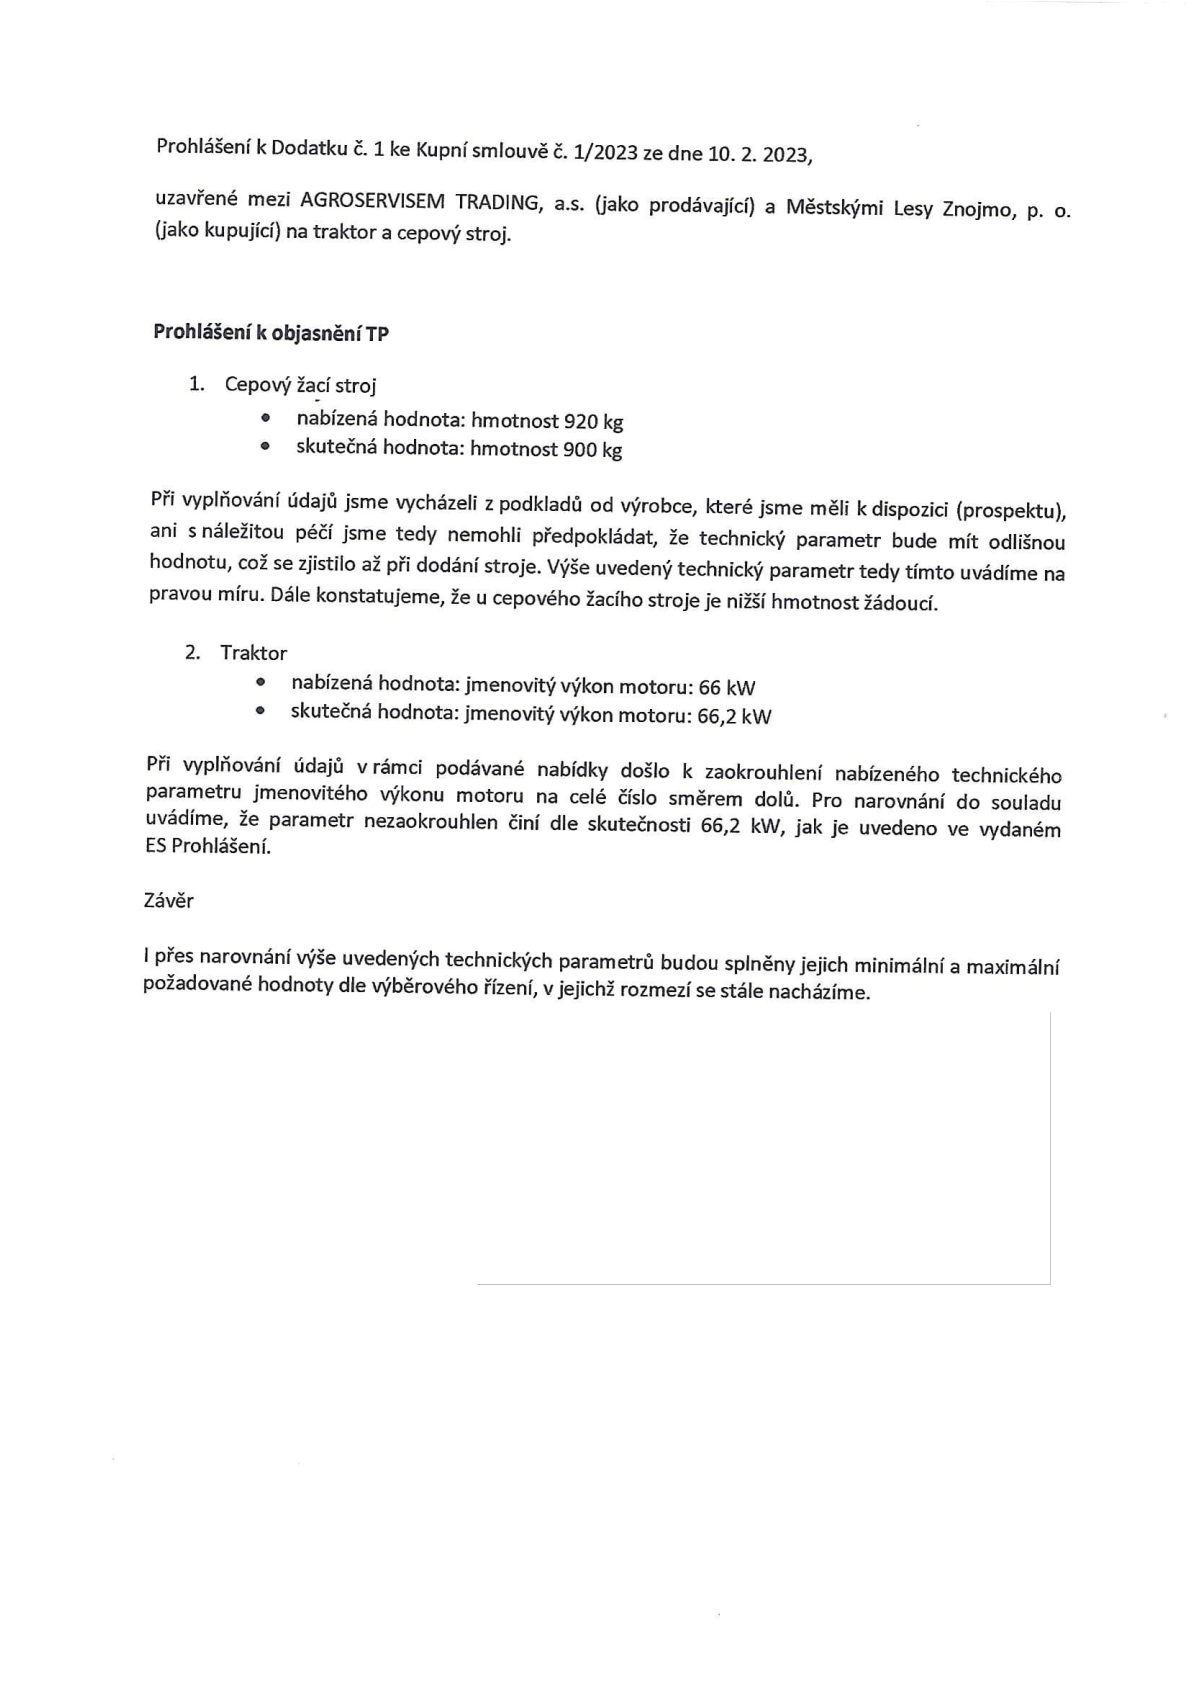 Prohlášení k Dodatku č. 1 ke Kupní smlouvě č. 1/2023 ze dne 10. 2. 2023,
uzavřené mezi AGROSERVISEM TRADING, a.s. (jako prodávající) a Městskými Lesy Znojmo, p. o.
(jako kupující) na traktor a cepový stroj.
Prohlášení k objasnění TP
1. Cepový žací stroj
• nabízená hodnota: hmotnost 920 kg
• skutečná hodnota: hmotnost 900 kg
Při vyplňování údajů jsme vycházeli z podkladů od výrobce, které jsme měli k dispozici (prospektu),
ani s náležitou péčí jsme tedy nemohli předpokládat, že technický parametr bude mít odlišnou
hodnotu, což se zjistilo až při dodání stroje. Výše uvedený technický parametr tedy tímto uvádíme na
pravou míru. Dále konstatujeme, že u cepového žacího stroje je nižší hmotnost žádoucí.
2. Traktor
• nabízená hodnota: jmenovitý výkon motoru: 66 kW
• skutečná hodnota: jmenovitý výkon motoru: 66,2 kW
Při vyplňování údajů v rámci podávané nabídky došlo k zaokrouhlení nabízeného technického
parametru jmenovitého výkonu motoru na celé číslo směrem dolů. Pro narovnání do souladu
uvádíme, že parametr nezaokrouhlen činí dle skutečnosti 66,2 kW, jak je uvedeno ve vydaném
ES Prohlášení.
Závěr
I přes narovnání výše uvedených technických parametrů budou splněny jejich minimální a maximální
požadované hodnoty dle výběrového řízení, v jejichž rozmezí se stále nacházíme.